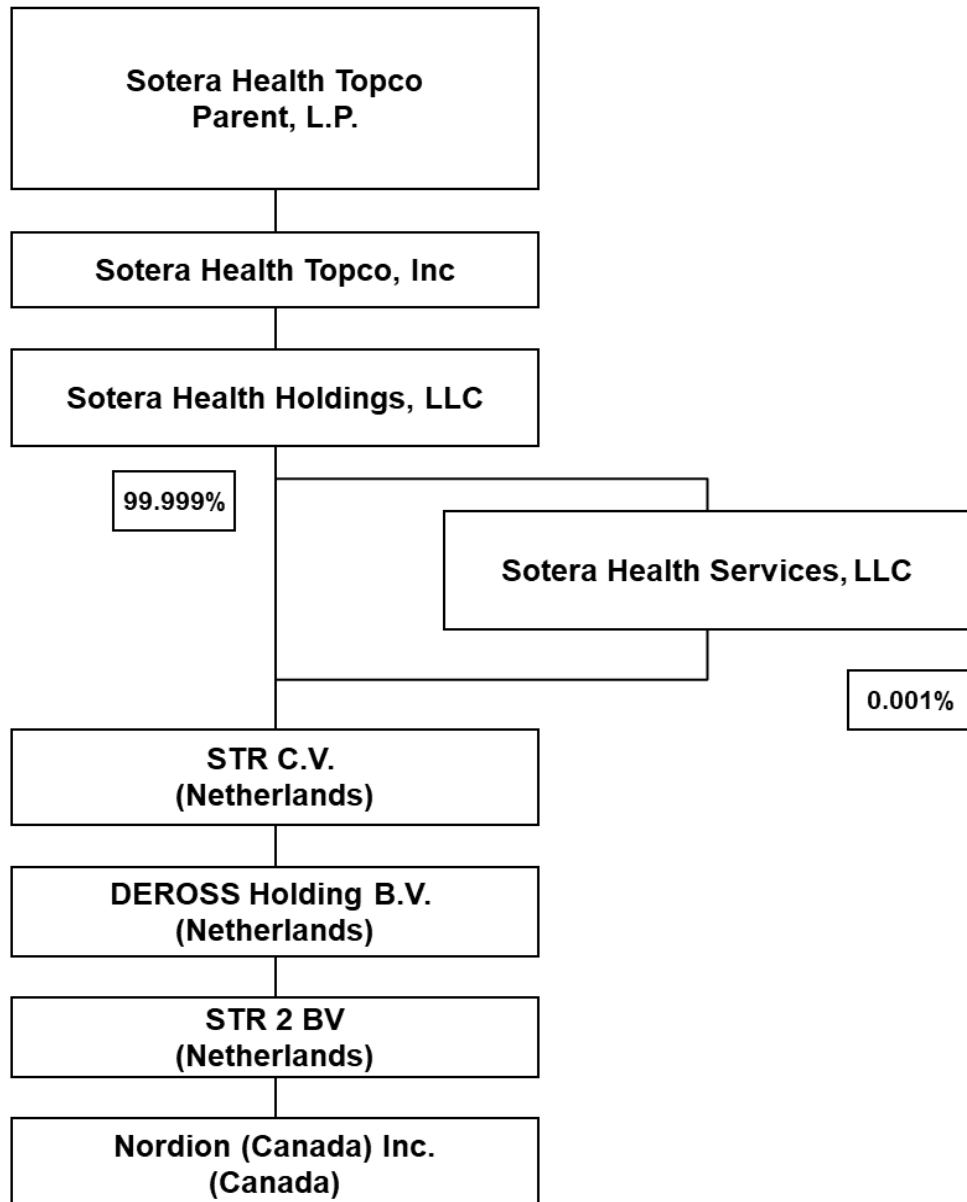 Sotera Health Topco
Parent, L.P.
Sotera Health Topco, Inc
Sotera Health Holdings, LLC
99.999%
Sotera Health Services, LLC
0.001%
STR C.V.
(Netherlands)
DEROSS Holding B.V.
(Netherlands)
STR 2 BV
(Netherlands)
Nordion (Canada) Inc.
(Canada)